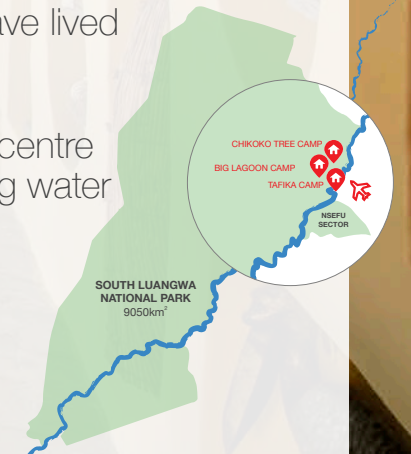 ave lived
centre
g water
CHIKOKO TREE CAMP
BIG LAGOON CAMP
TAFIKA CAMP
NSEFU
SECTOR
SOUTH LUANGWA
NATIONAL PARK
9050km²